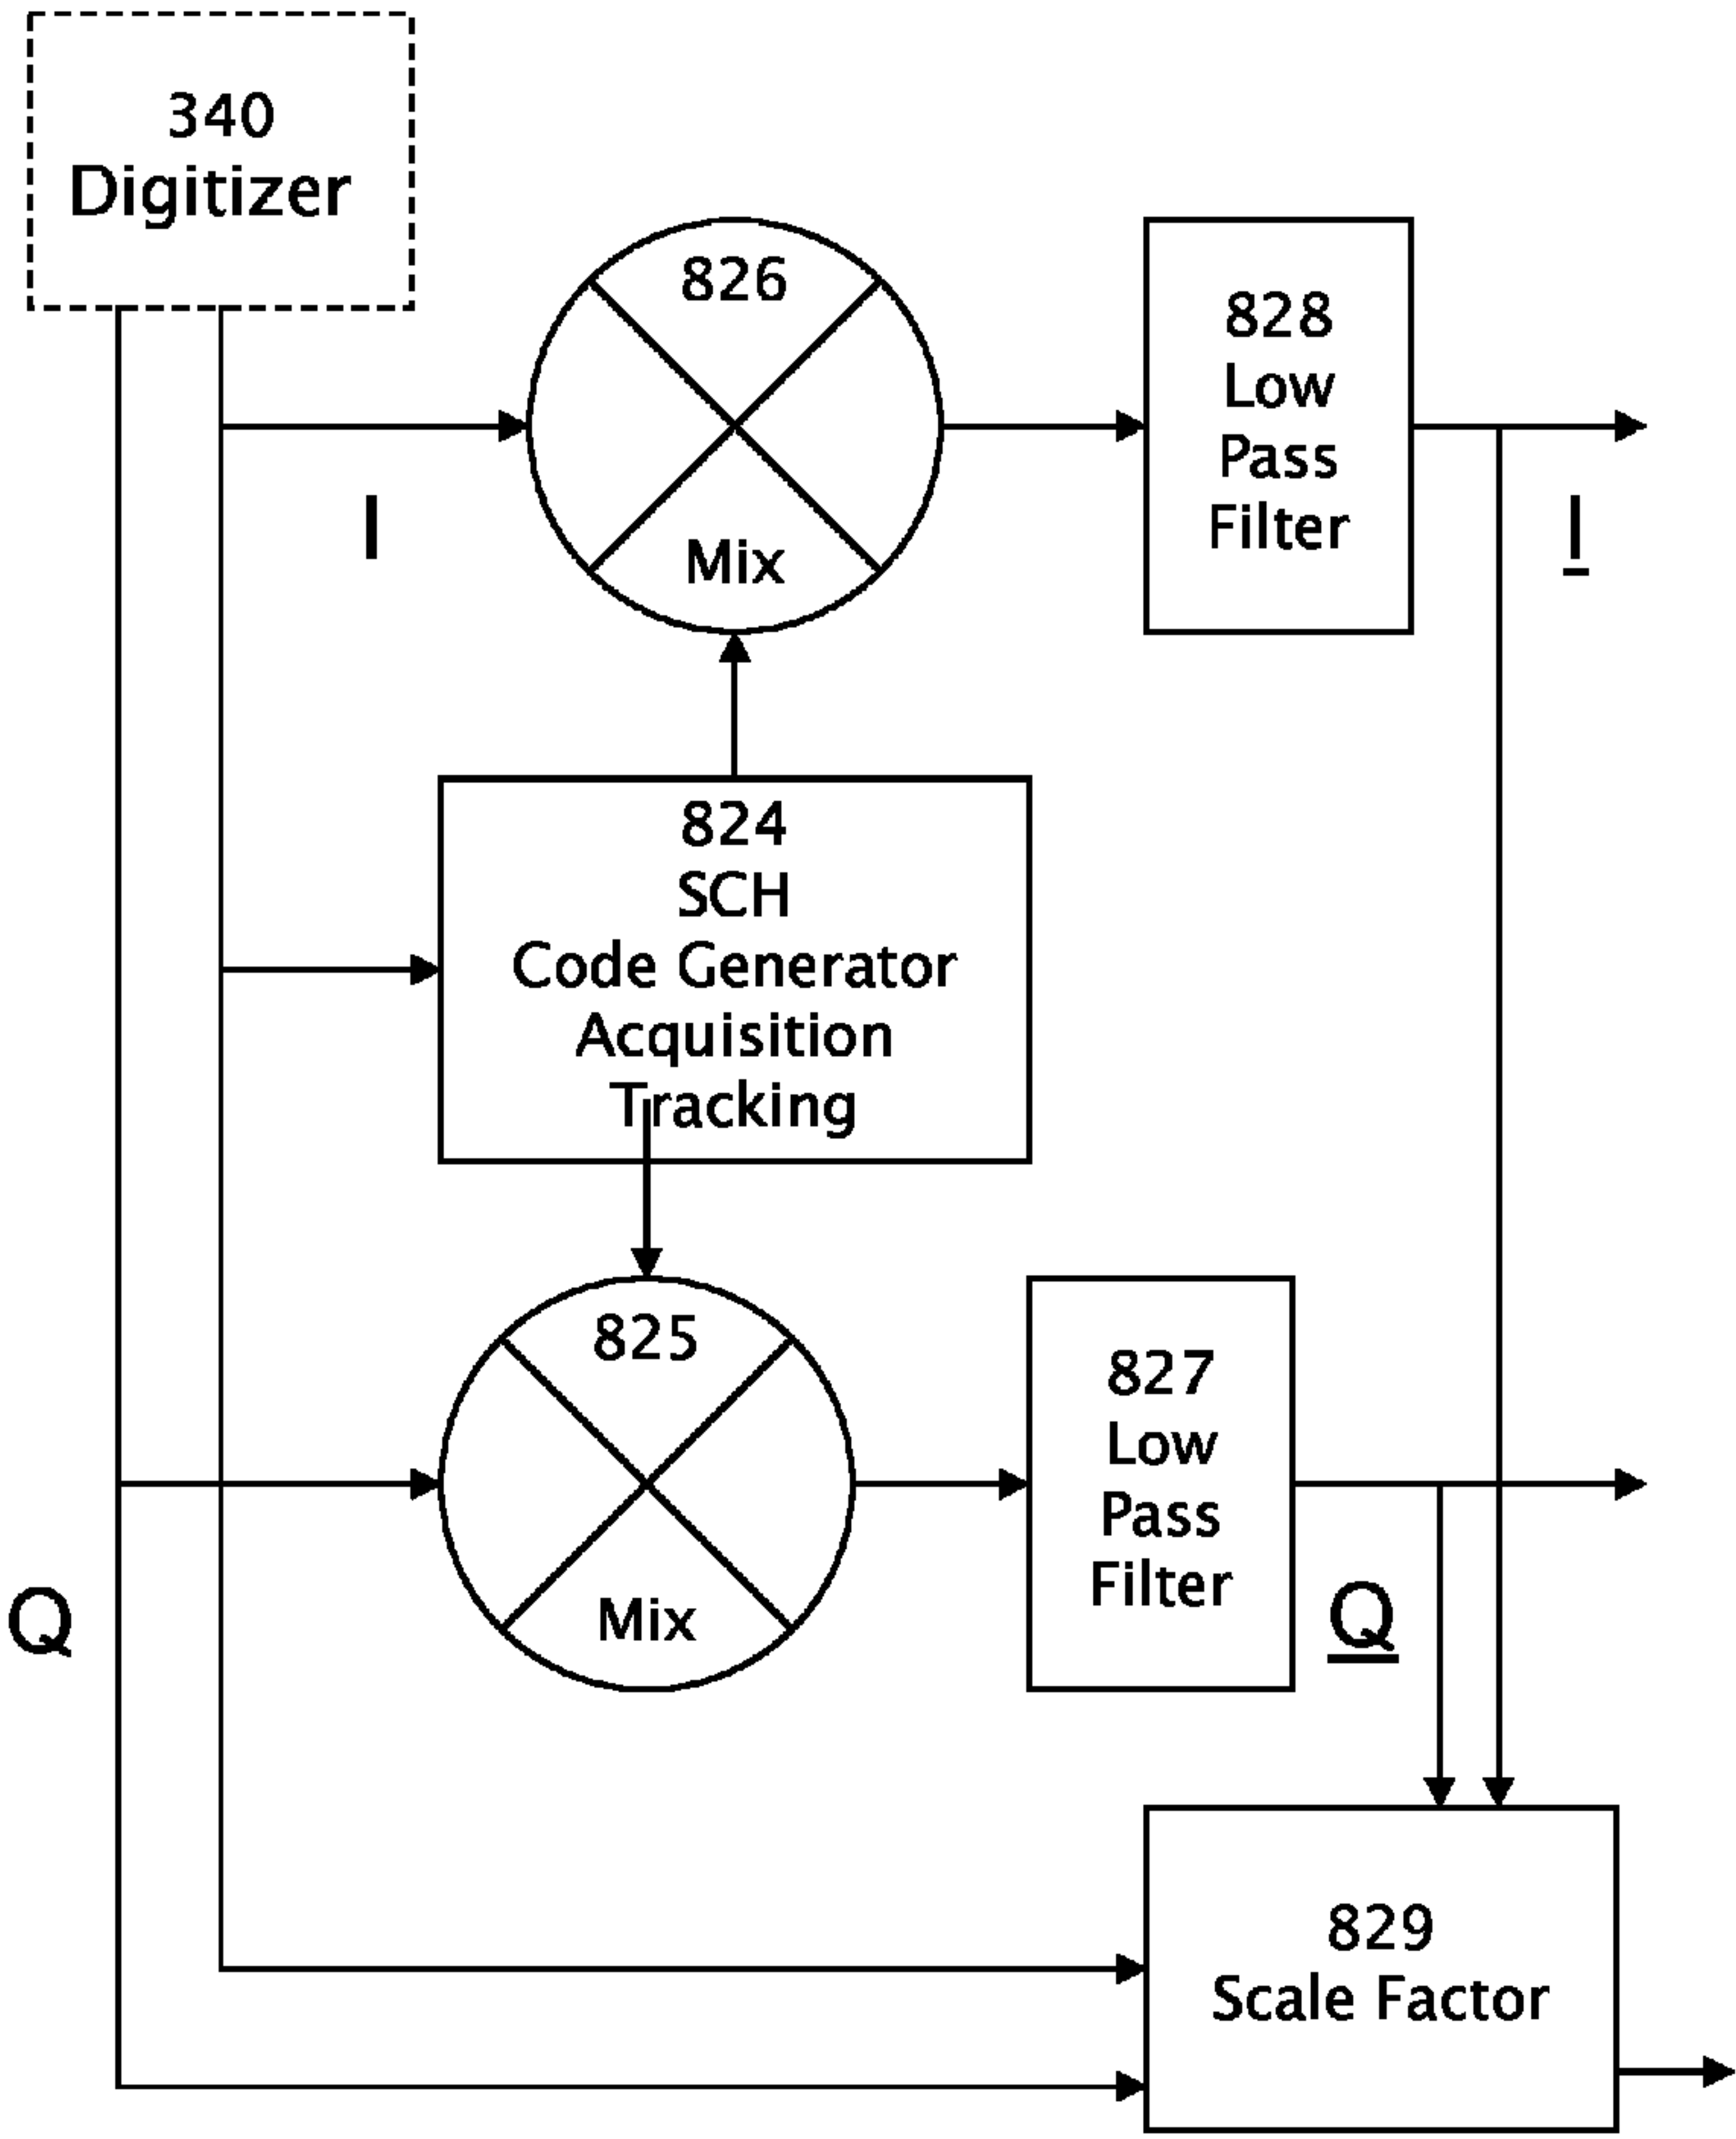 340
Digitizer
826
Mix
828
Low
Pass
Filter
I
I
824
SCH
Code Generator
Acquisition
Tracking
825
Mix
827
Low
Pass
Filter
Q
Q
829
Scale Factor